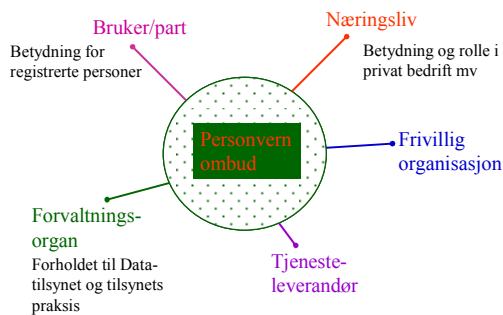 Bruker/part
Betydning for
registrerte personer
Næringsliv
Betydning og rolle i
privat bedrift mv
Personvern
ombud
Frivillig
organisasjon
Forvaltnings-
organ
Forholdet til Data-
tilsynet og tilsynets
praksis
Tjeneste-
leverandør